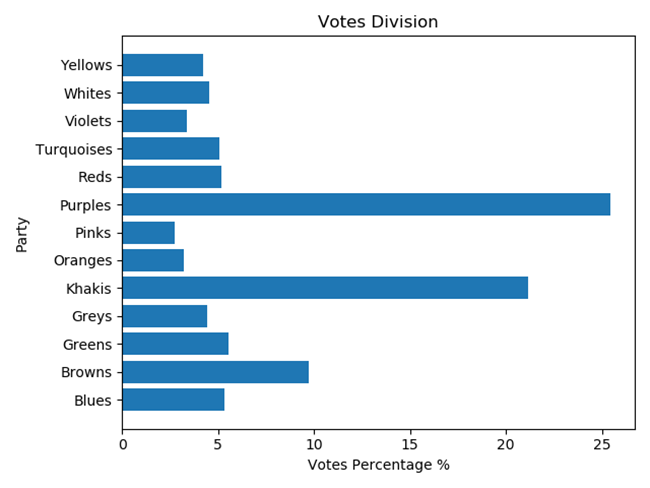 Votes Division
Yellows
Whites
Violets
Turquoises
Reds
Purples
Pinks
Oranges
Khakis
Greys
Greens
Browns
Blues
Party
0 5 10 15 20 25
Votes Percentage %